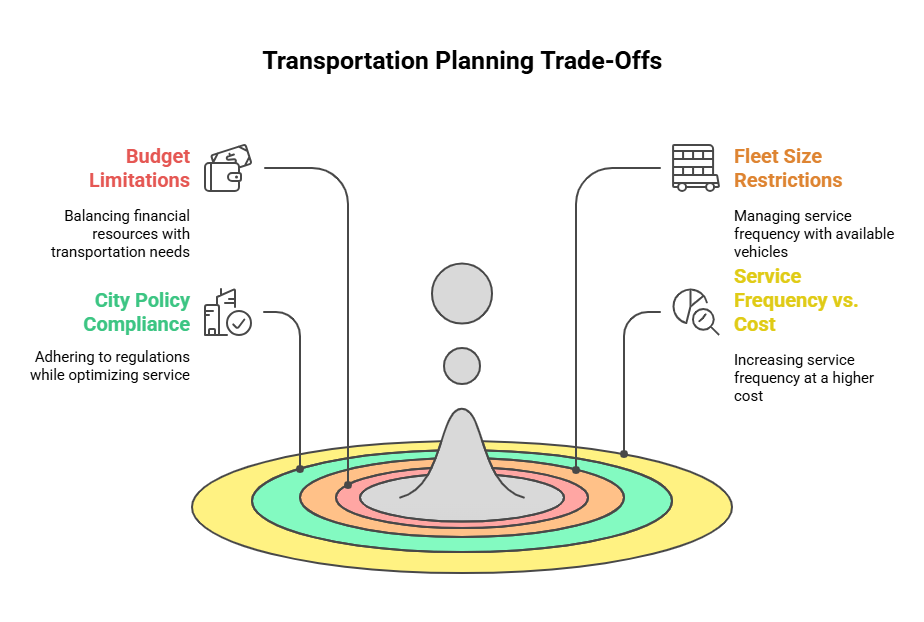 Transportation Planning Trade-Offs
Budget
Limitations
Balancing financial
resources with
transportation needs
City Policy
Compliance
Adhering to regulations
while optimizing service
Fleet Size
Restrictions
Managing service
frequency with available
vehicles
Service
Frequency vs.
Cost
Increasing service
frequency at a higher
cost